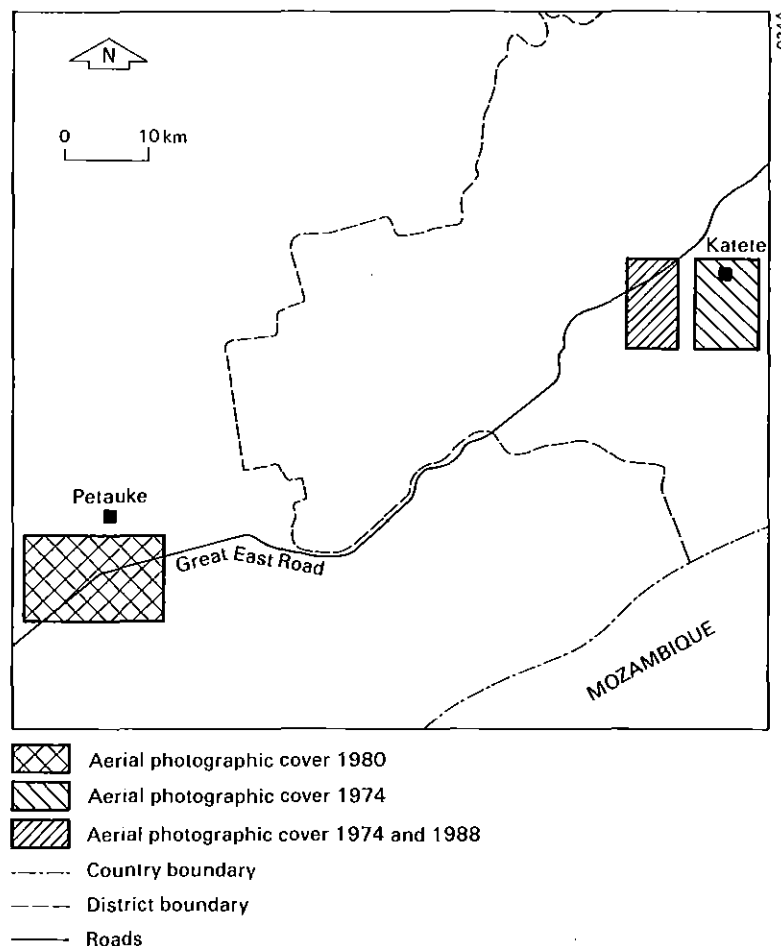 N
0 10 km
Katete
Petauke
Great East Road
MOZAMBIQUE
Aerial photographic cover 1980
Aerial photographic cover 1974
Aerial photographic cover 1974 and 1988
Country boundary
District boundary
Roads